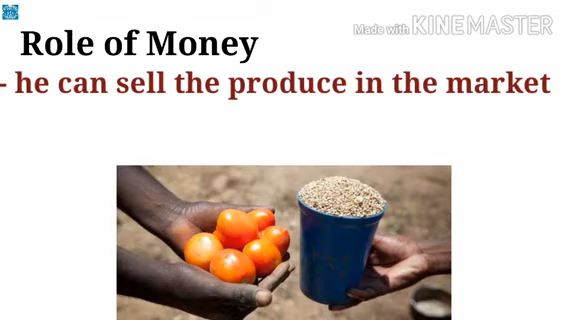 Made with KINEMASTER
Role of Money
- he can sell the produce in the market